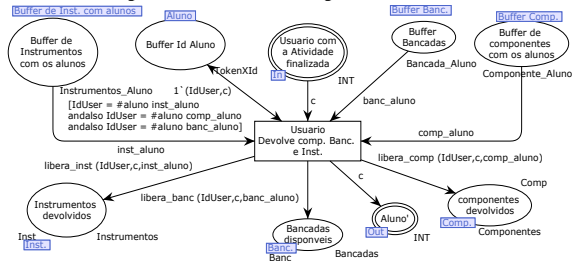 Buffer de Inst. com alunos
Aluno
Buffer Banc.
Buffer Comp.
Buffer de
Instrumentos
com os alunos
Buffer Id Aluno
Usuario com
a Atividade
finalizada
In
Buffer
Bancadas
Buffer de
componentes
com os alunos
TokenXId
INT
Bancada_Aluno
Componente_Aluno
Instrumentos_Aluno
1`(IdUser,c)
c
banc_aluno
[IdUser = #aluno inst_aluno
andalso IdUser = #aluno comp_aluno
andalso IdUser = #aluno banc_aluno]
inst_aluno
Usuario
Devolve comp. Banc.
e Inst.
comp_aluno
libera_inst (IdUser,c,inst_aluno)
libera_comp (IdUser,c,comp_aluno)
libera_banc (IdUser,c,banc_aluno)
c
Comp
Instrumentos
devolvidos
Inst
Inst.
Instrumentos
Bancadas
disponveis
Banc.
Banc
Bancadas
Aluno'
Out
INT
componentes
devolvidos
Comp.
Componentes